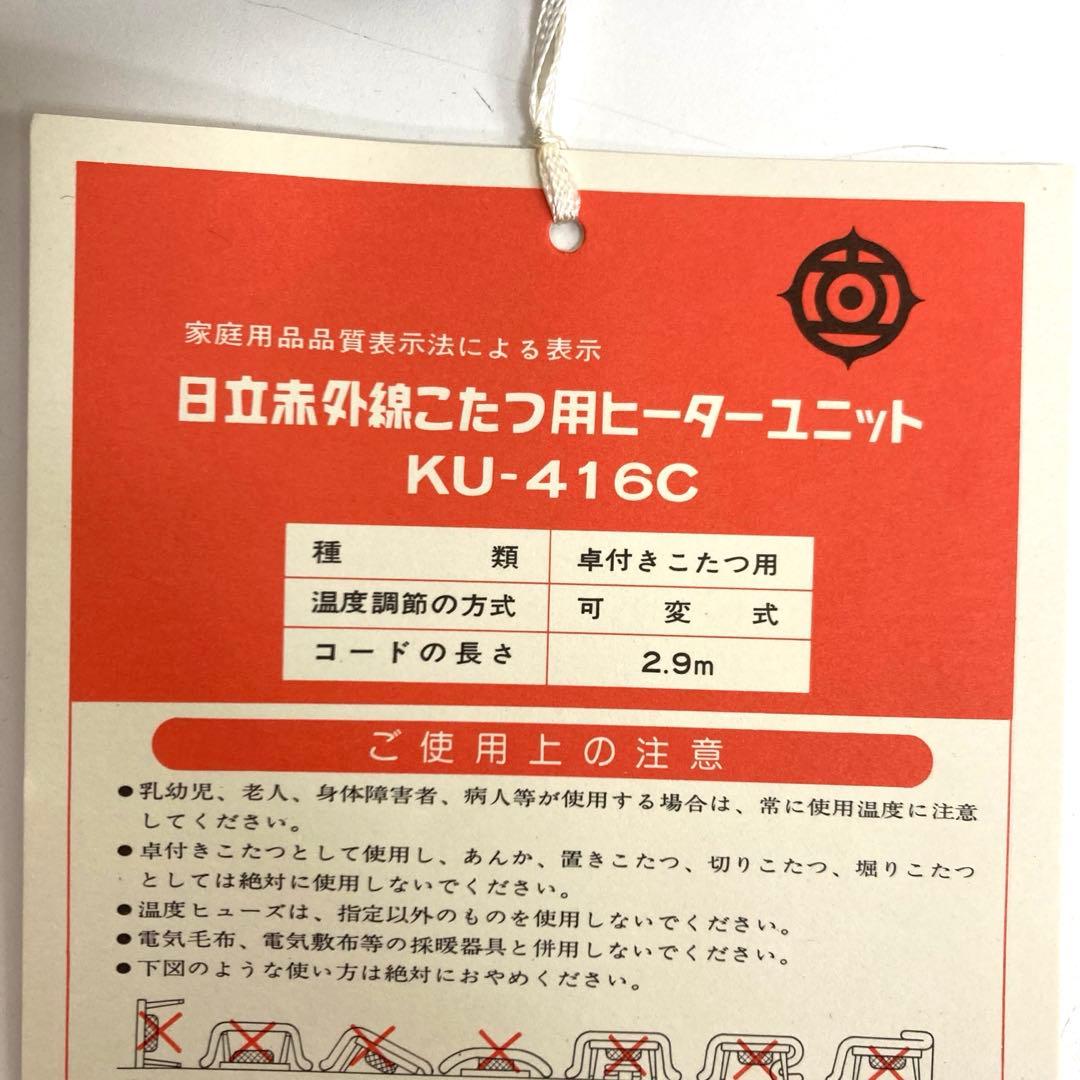 家庭用品品質表示法による表示
日立赤外線こたつ用ヒーターユニット
KU-416C
種類 卓付きこたつ用
温度調節の方式 可変式
コードの長さ 2.9m
ご使用上の注意
●乳幼児、老人、身体障害者、病人等が使用する場合は、常に使用温度に注意
してください。
●卓付きこたつとして使用し、あんか、置きこたつ、切りこたつ、堀りこたつ
としては絶対に使用しないでください。
●温度ヒューズは、指定以外のものを使用しないでください。
●電気毛布、電気敷布等の採暖器具と併用しないでください。
●下図のような使い方は絶対におやめください。